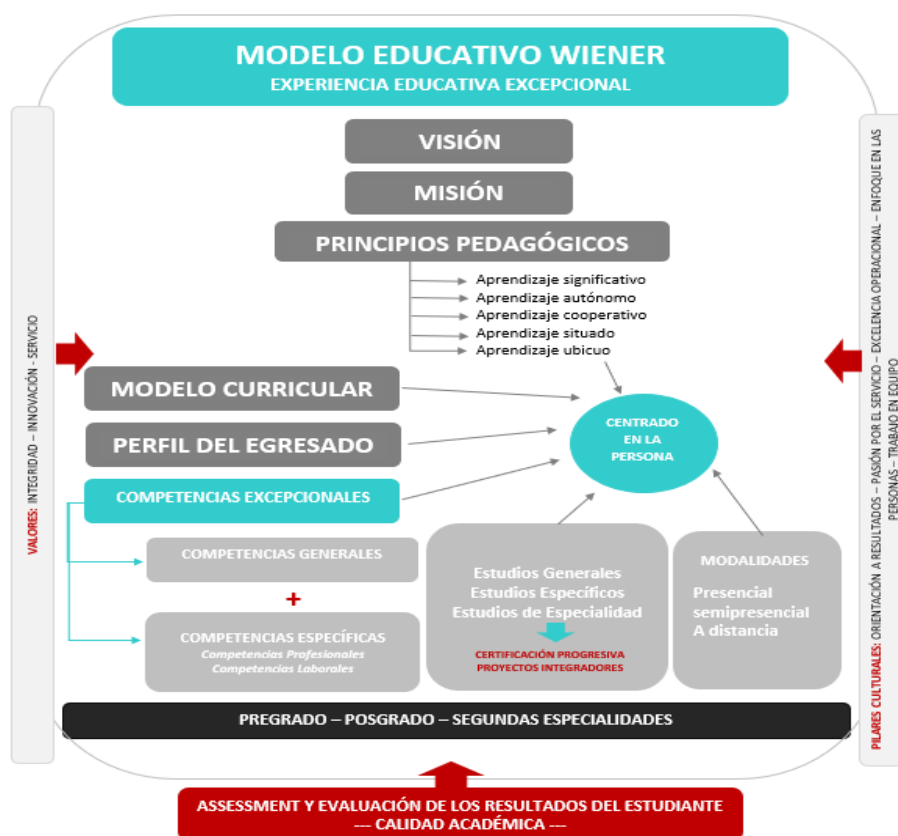 MODELO EDUCATIVO WIENER
EXPERIENCIA EDUCATIVA EXCEPCIONAL
VISIÓN
MISIÓN
PRINCIPIOS PEDAGÓGICOS
Aprendizaje significativo
Aprendizaje autónomo
Aprendizaje cooperativo
Aprendizaje situado
Aprendizaje ubicuo
VALORES: INTEGRIDAD – INNOVACIÓN - SERVICIO
PILARES CULTURALES: ORIENTACIÓN A RESULTADOS – PASIÓN POR EL SERVICIO – EXCELENCIA OPERACIONAL – ENFOQUE EN LAS
PERSONAS – TRABAJO EN EQUIPO
MODELO CURRICULAR
PERFIL DEL EGRESADO
COMPETENCIAS EXCEPCIONALES
CENTRADO
EN LA
PERSONA
COMPETENCIAS GENERALES
+
COMPETENCIAS ESPECÍFICAS
Competencias Profesionales
Competencias Laborales
Estudios Generales
Estudios Específicos
Estudios de Especialidad
CERTIFICACIÓN PROGRESIVA
PROYECTOS INTEGRADORES
MODALIDADES
Presencial
semipresencial
A distancia
PREGRADO – POSGRADO – SEGUNDAS ESPECIALIDADES
ASSESSMENT Y EVALUACIÓN DE LOS RESULTADOS DEL ESTUDIANTE
--- CALIDAD ACADÉMICA ---